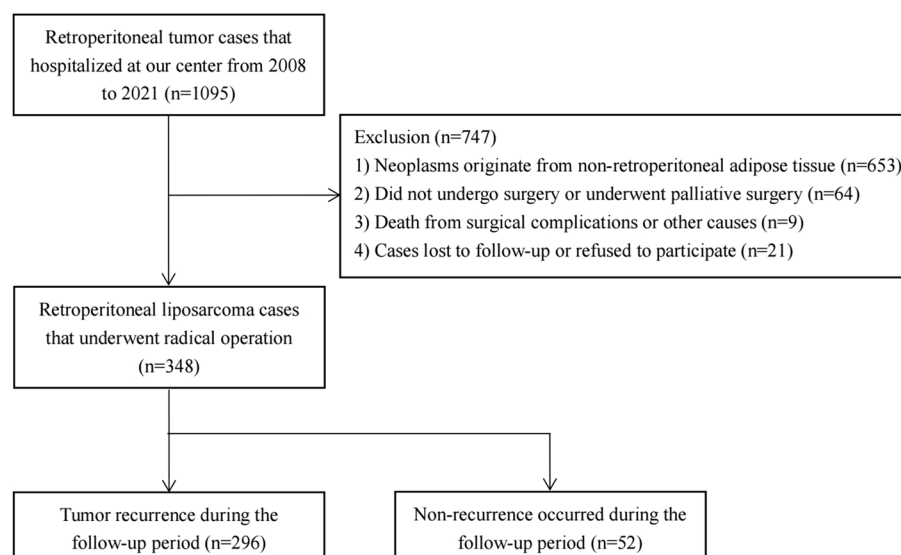 Retroperitoneal tumor cases that
hospitalized at our center from 2008
to 2021 (n=1095)
Exclusion (n=747)
1) Neoplasms originate from non-retroperitoneal adipose tissue (n=653)
2) Did not undergo surgery or underwent palliative surgery (n=64)
3) Death from surgical complications or other causes (n=9)
4) Cases lost to follow-up or refused to participate (n=21)
Retroperitoneal liposarcoma cases
that underwent radical operation
(n=348)
Tumor recurrence during the
follow-up period (n=296)
Non-recurrence occurred during the
follow-up period (n=52)